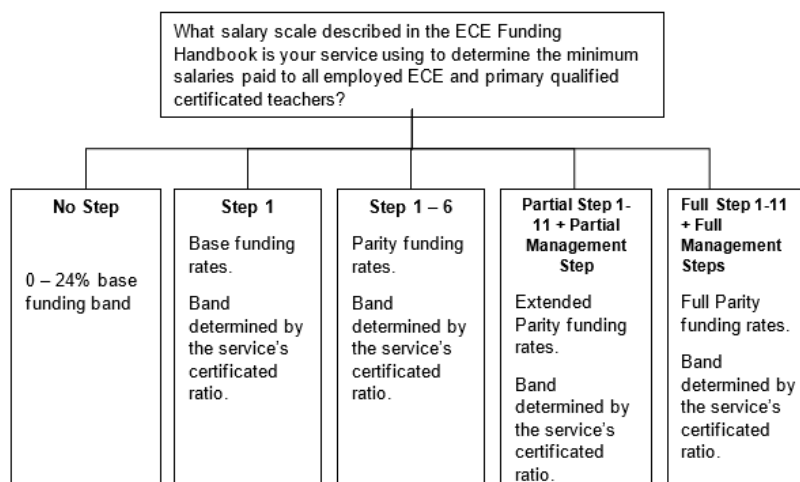 What salary scale described in the ECE Funding
Handbook is your service using to determine the minimum
salaries paid to all employed ECE and primary qualified
certificated teachers?
No Step
0 – 24% base
funding band
Step 1
Base funding
rates.
Band
determined by
the service's
certificated
ratio.
Step 1 – 6
Parity funding
rates.
Band
determined by
the service's
certificated
ratio.
Partial Step 1-
11 + Partial
Management
Step
Extended
Parity funding
rates.
Band
determined by
the service's
certificated
ratio.
Full Step 1-11
+ Full
Management
Steps
Full Parity
funding rates.
Band
determined by
the service's
certificated
ratio.